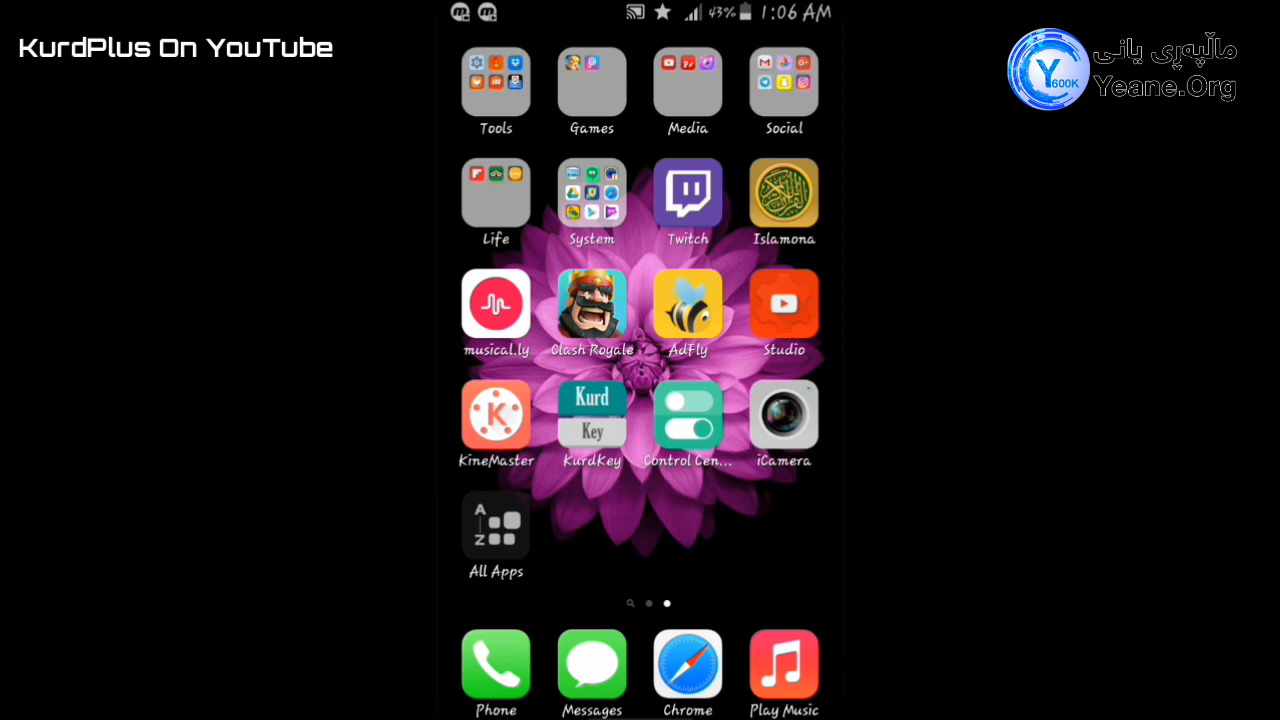 KurdPlus On YouTube
43% 1:06 AM
ماڵپەڕی یانی
Y600K
Yeane.Org
Tools Games Media Social
Life System Twitch Islamona
musical.ly Clash Royale AdFly Studio
Kurd
Key
KineMaster KurdKey Control Cen... iCamera
A
Z
All Apps
Phone Messages Chrome Play Music